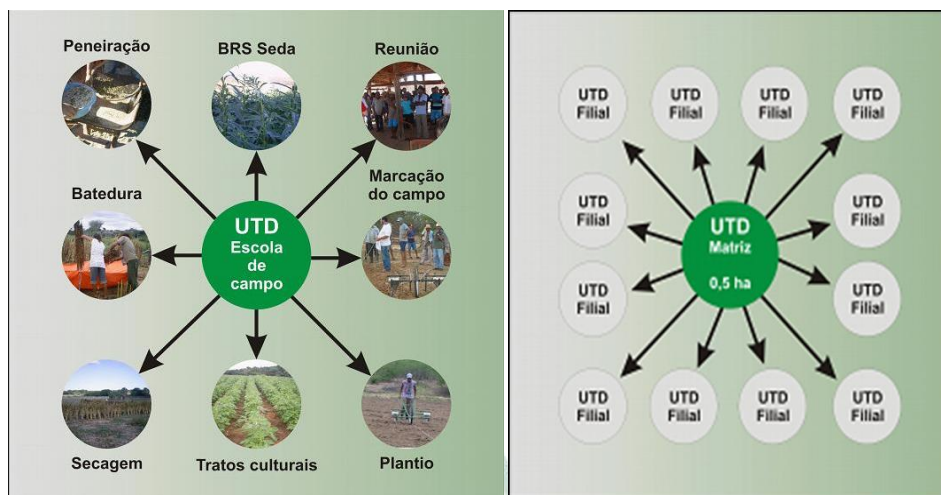 Peneiração
BRS Seda
Reunião
Batedura
UTD
Escola
de
campo
Marcação
do campo
Secagem
Tratos culturais
Plantio
UTD
Filial
UTD
Filial
UTD
Filial
UTD
Filial
UTD
Filial
UTD
Matriz
0,5 ha
UTD
Filial
UTD
Filial
UTD
Filial
UTD
Filial
UTD
Filial
UTD
Filial
UTD
Filial